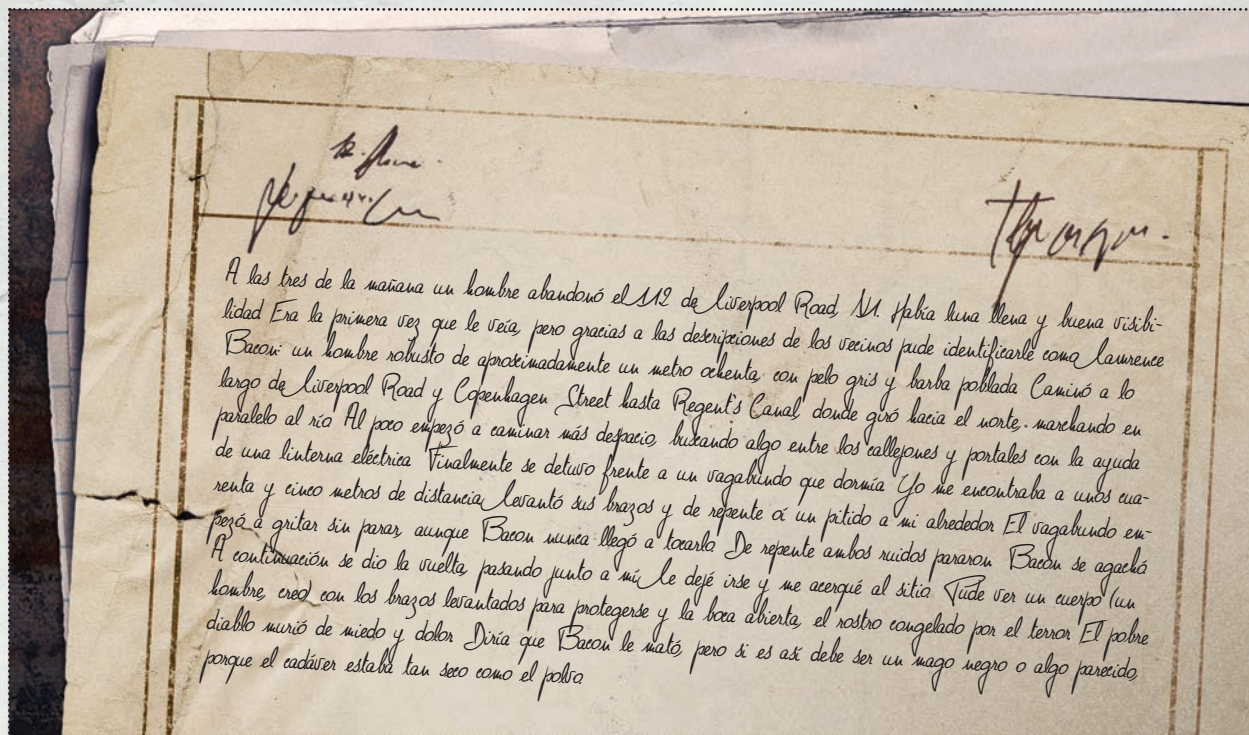 A las tres de la mañana un hombre abandonó el 112 de Liverpool Road, N1. Había luna llena y buena visibi-
lidad Era la primera vez que le veía, pero gracias a las descripciones de los vecinos pude identificarle como Lawrence
Bacon: un hombre robusto de aproximadamente un metro ochenta, con pelo gris y barba poblada Caminó a lo
largo de Liverpool Road y Copenhagen Street hasta Regent's Canal, donde giró hacia el norte, marchando en
paralelo al río Al poco empezó a caminar más despacio, buscando algo entre los callejones y portales con la ayuda
de una linterna eléctrica Finalmente se detuvo frente a un vagabundo que dormía Yo me encontraba a unos cua-
renta y cinco metros de distancia, Levantó sus brazos y de repente oí un pitido a mi alrededor El vagabundo em-
pezó a gritar sin parar, aunque Bacon nunca llegó a tocarlo De repente ambos ruidos pararon Bacon se agachó
A continuación se dio la vuelta, pasando junto a mí Le dejé irse y me acerqué al sitio Pude ver un cuerpo (un
hombre, creo) con los brazos levantados para protegerse y la boca abierta, el rostro congelado por el terror El pobre
diablo murió de miedo y dolor Diría que Bacon le mató, pero si es así debe ser un mago negro o algo parecido,
porque el cadáver estaba tan seco como el polvo